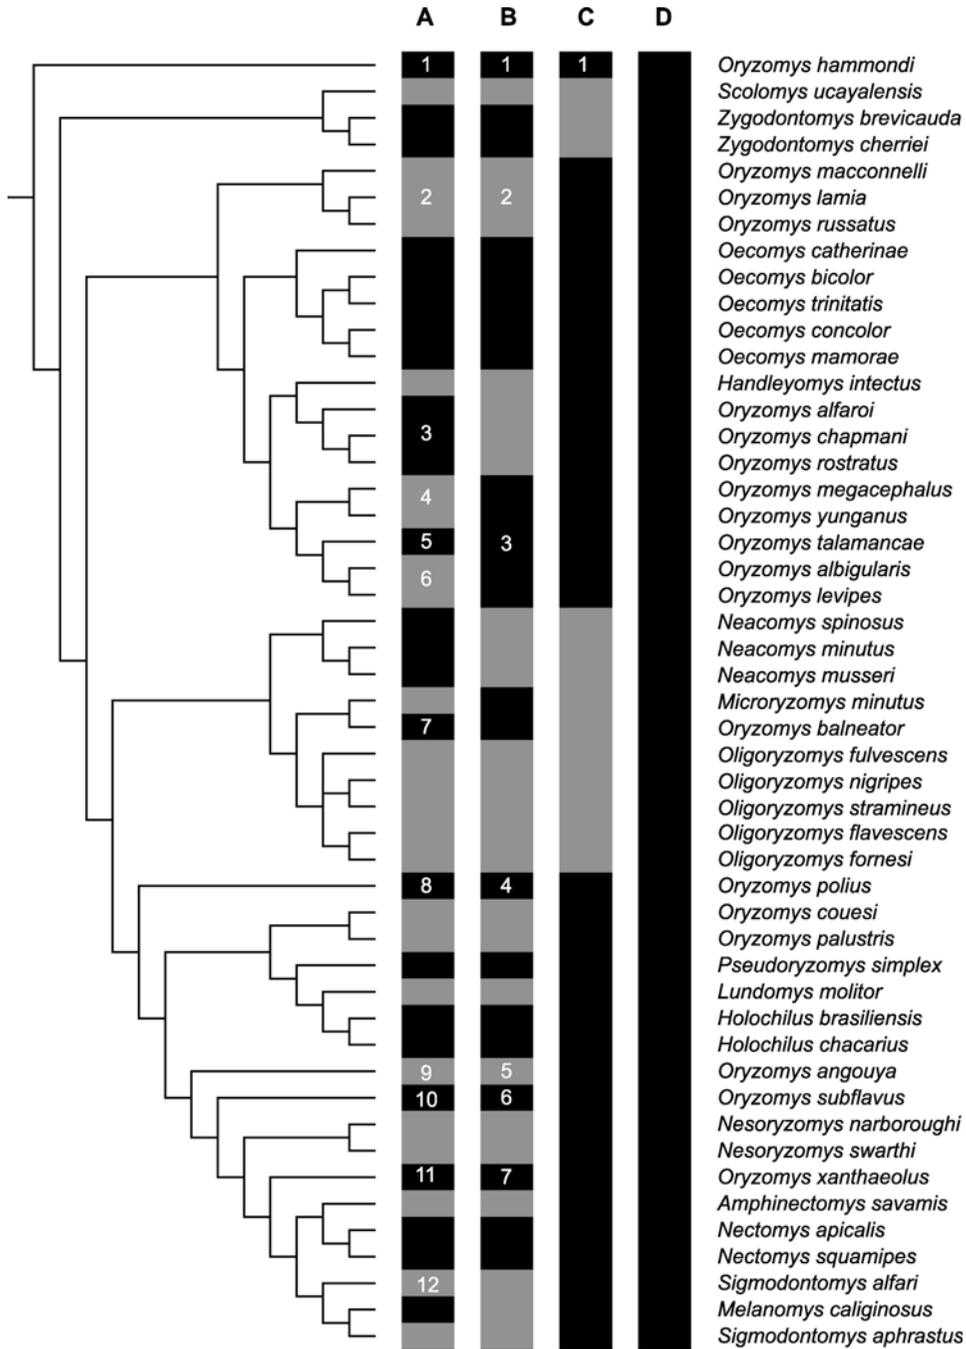 A B C D
1 1 1 Oryzomys hammondi
Scolomys ucayalensis
Zygodontomys brevicauda
Zygodontomys cherriei
Oryzomys macconnelli
2 2 Oryzomys lamia
Oryzomys russatus
Oecomys catherinae
Oecomys bicolor
Oecomys trinitatis
Oecomys concolor
Oecomys mamorae
Handleyomys intectus
Oryzomys alfaroi
3 Oryzomys chapmani
Oryzomys rostratus
4 Oryzomys megacephalus
Oryzomys yunganus
5 3 Oryzomys talamancae
6 Oryzomys albigularis
Oryzomys levipes
Neacomys spinosus
Neacomys minutus
Neacomys musseri
Microryzomys minutus
7 Oryzomys balneator
Oligoryzomys fulvescens
Oligoryzomys nigripes
Oligoryzomys stramineus
Oligoryzomys flavescens
Oligoryzomys fornesi
8 4 Oryzomys polius
Oryzomys couesi
Oryzomys palustris
Pseudoryzomys simplex
Lundomys molitor
Holochilus brasiliensis
Holochilus chacarius
9 5 Oryzomys angouya
10 6 Oryzomys subflavus
Nesoryzomys narboroughi
Nesoryzomys swarthi
11 7 Oryzomys xanthaeolus
Amphinectomys savamis
Nectomys apicalis
Nectomys squamipes
12 Sigmodontomys alfari
Melanomys caliginosus
Sigmodontomys aphrastus